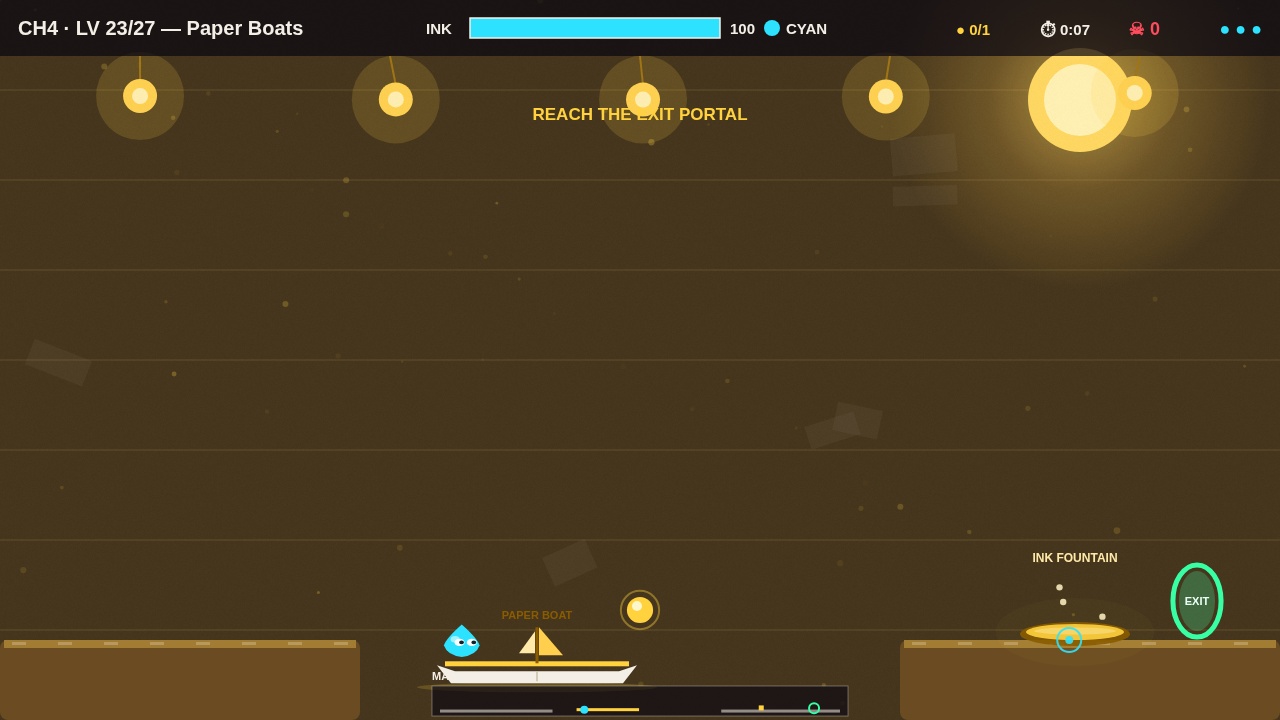 CH4 · LV 23/27 — Paper Boats
INK
100
CYAN
● 0/1
⏱ 0:07
☠ 0
REACH THE EXIT PORTAL
INK FOUNTAIN
EXIT
PAPER BOAT